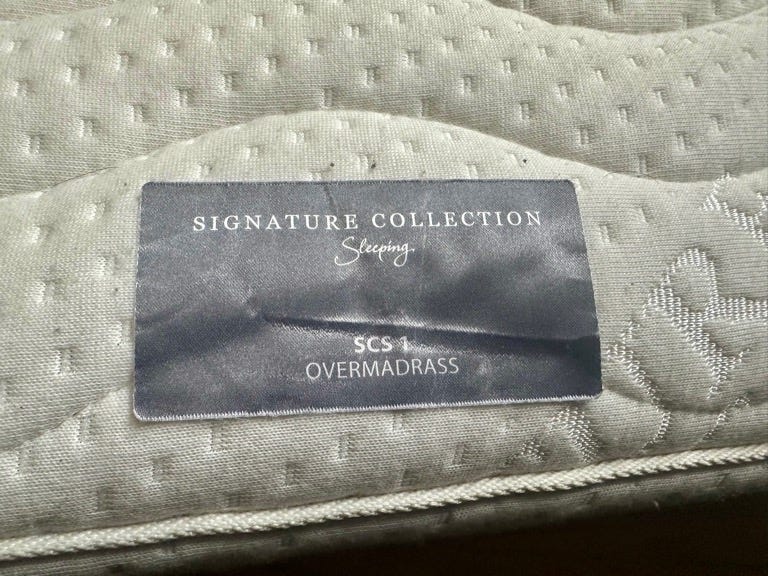 SIGNATURE COLLECTION
Sleeping
SCS 1
OVERMADRASS